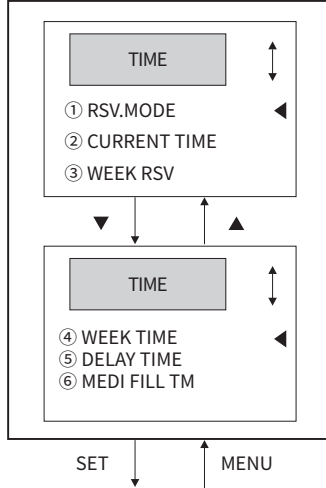 TIME
① RSV.MODE
② CURRENT TIME
③ WEEK RSV
▼ ▲
TIME
④ WEEK TIME
⑤ DELAY TIME
⑥ MEDI FILL TM
SET MENU